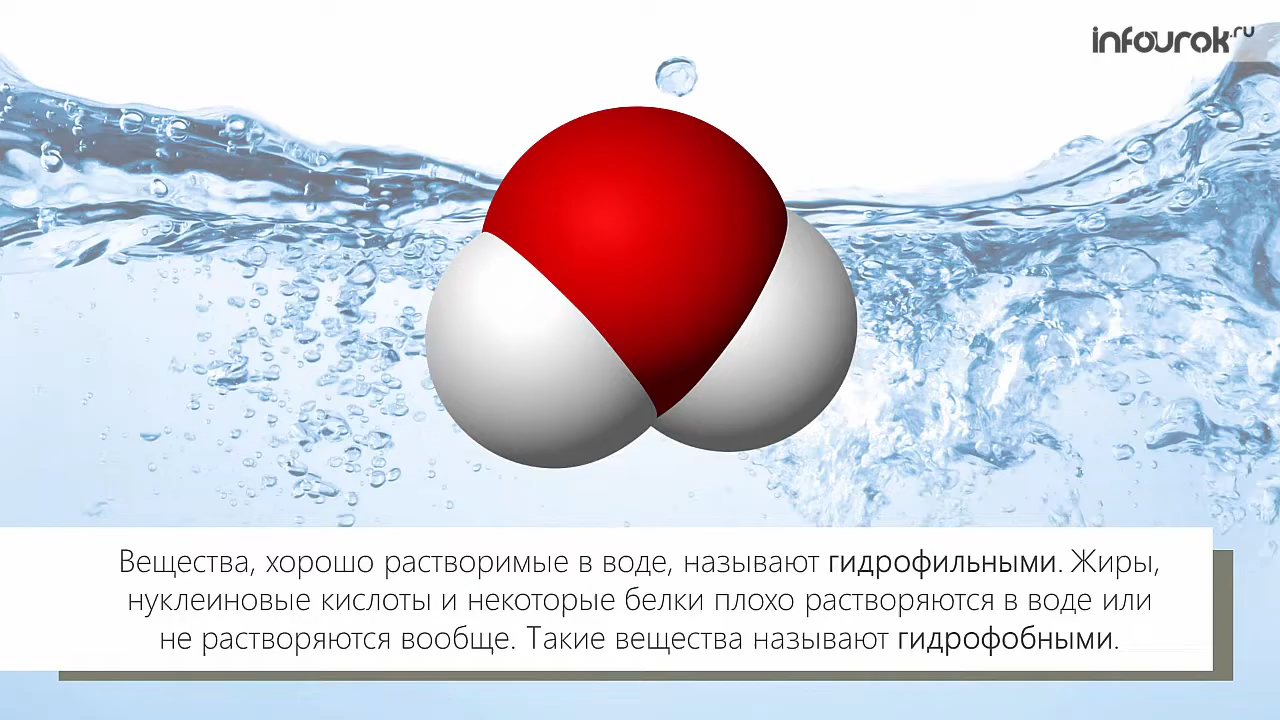 infourok.ru
Вещества, хорошо растворимые в воде, называют гидрофильными. Жиры,
нуклеиновые кислоты и некоторые белки плохо растворяются в воде или
не растворяются вообще. Такие вещества называют гидрофобными.